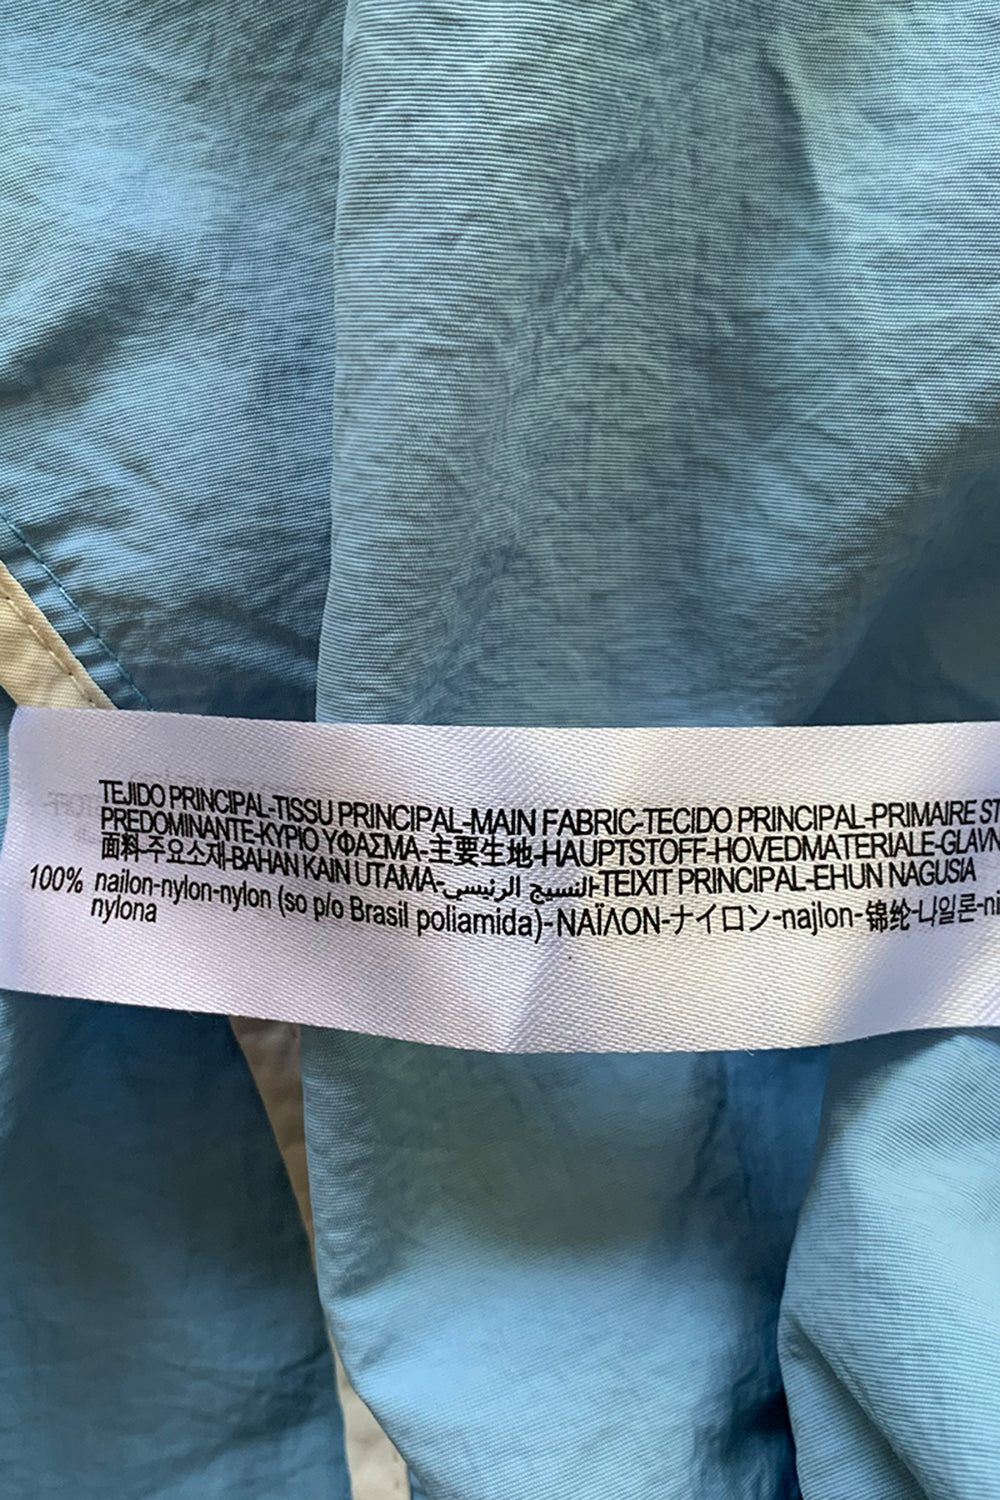 TEJIDO PRINCIPAL-TISSU PRINCIPAL-MAIN FABRIC-TECIDO PRINCIPAL-PRIMAIRE
PREDOMINANTE-ΚΥΡΙΟ ΥΦΑΣΜΑ-主要生地-HAUPTSTOFF-HOVEDMATERIALE-GLAVN
面料-주요소재-BAHAN KAIN UTAMA-النسيج الرئيسي-TEIXIT PRINCIPAL-EHUN NAGUSIA
100% nailon-nylon-nylon (so p/o Brasil poliamida)-ΝΑΪΛΟΝ-ナイロン-najlon-锦纶-나일론-ni
nylona